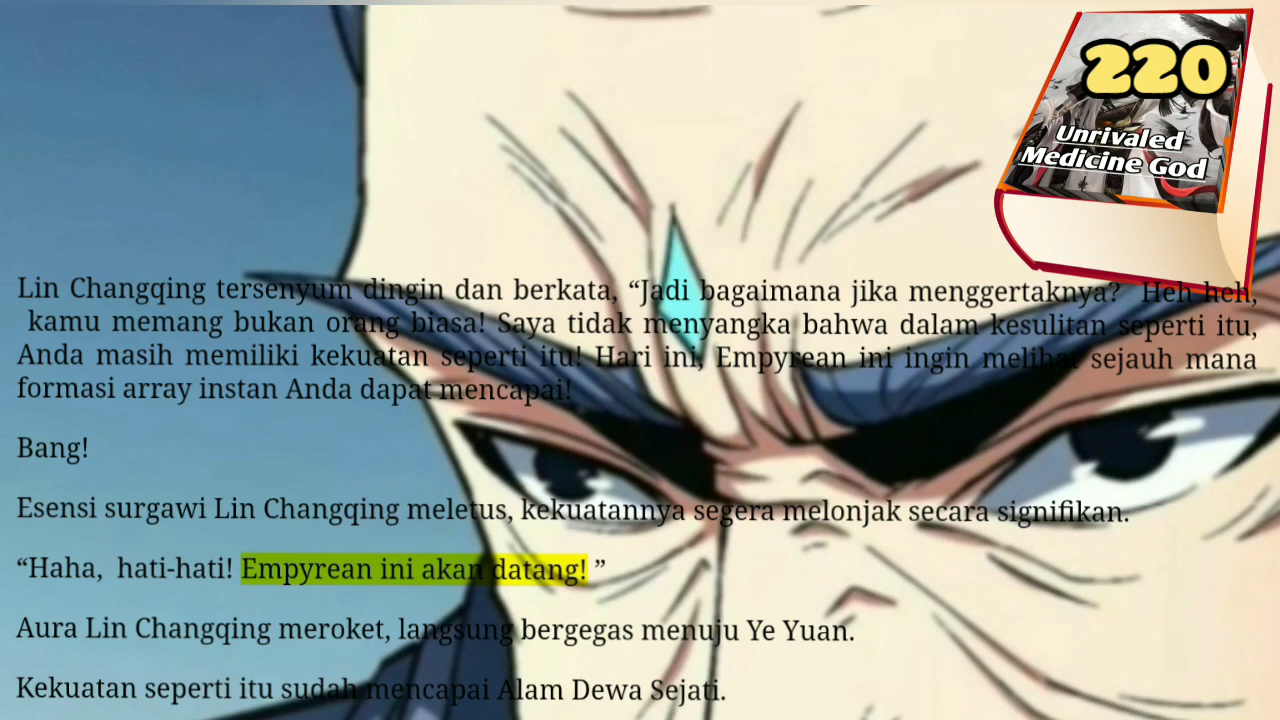 220
Unrivaled
Medicine God
Lin Changqing tersenyum dingin dan berkata, “Jadi bagaimana jika menggertaknya? Heh heh,
kamu memang bukan orang biasa! Saya tidak menyangka bahwa dalam kesulitan seperti itu,
Anda masih memiliki kekuatan seperti itu! Hari ini, Empyrean ini ingin melihat sejauh mana
formasi array instan Anda dapat mencapai!
Bang!
Esensi surgawi Lin Changqing meletus, kekuatannya segera melonjak secara signifikan.
“Haha, hati-hati! Empyrean ini akan datang! ”
Aura Lin Changqing meroket, langsung bergegas menuju Ye Yuan.
Kekuatan seperti itu sudah mencapai Alam Dewa Sejati.